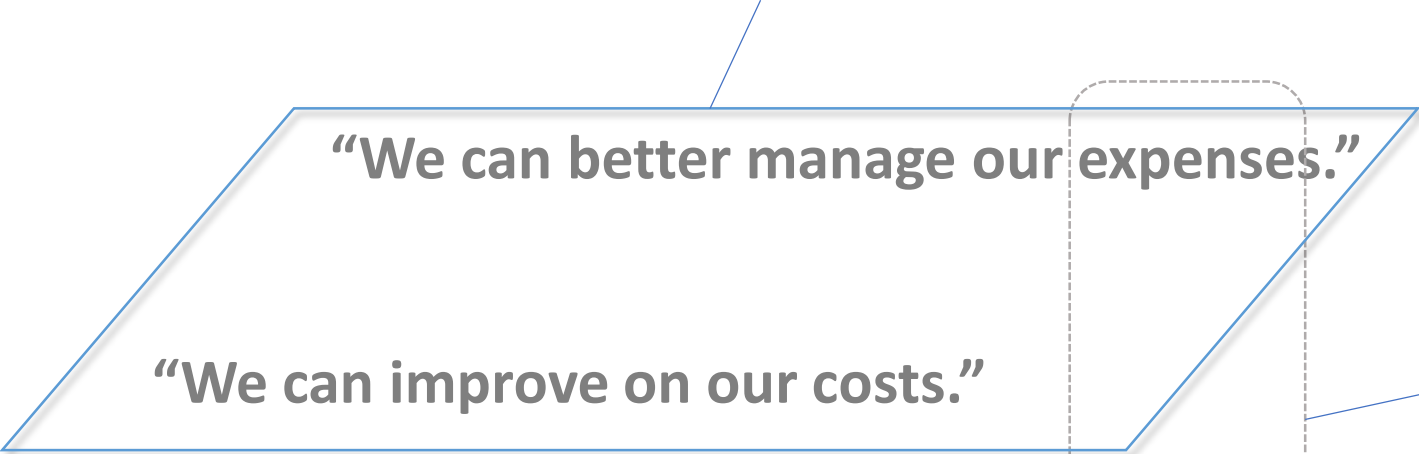 “We can better manage our expenses.”
“We can improve on our costs.”